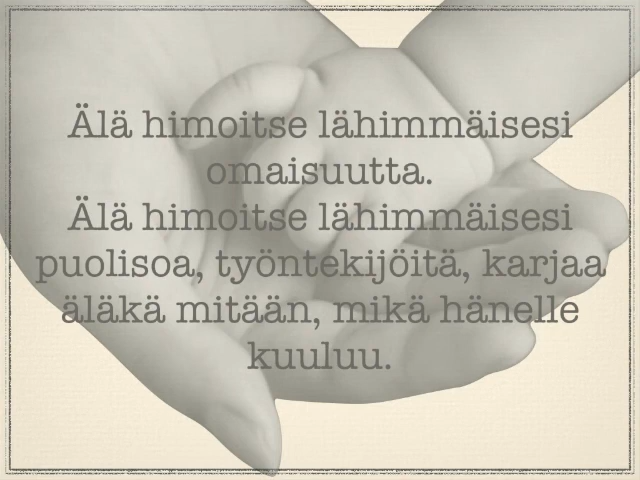 Älä himoitse lähimmäisesi
omaisuutta.
Älä himoitse lähimmäisesi
puolisoa, työntekijöitä, karjaa
äläkä mitään, mikä hänelle
kuuluu.